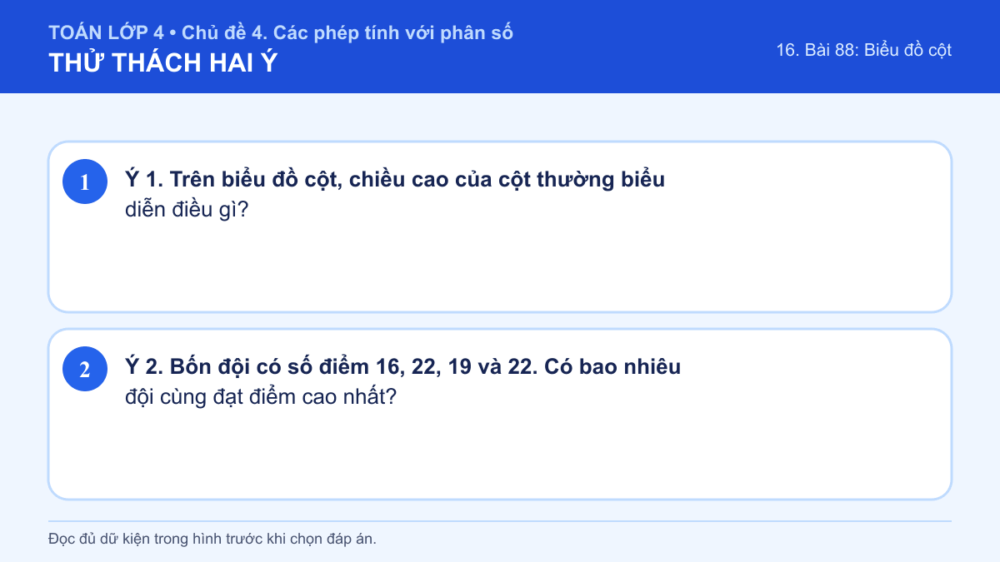 TOÁN LỚP 4 • Chủ đề 4. Các phép tính với phân số
THỬ THÁCH HAI Ý
16. Bài 88: Biểu đồ cột
1
Ý 1. Trên biểu đồ cột, chiều cao của cột thường biểu
diễn điều gì?
2
Ý 2. Bốn đội có số điểm 16, 22, 19 và 22. Có bao nhiêu
đội cùng đạt điểm cao nhất?
Đọc đủ dữ kiện trong hình trước khi chọn đáp án.